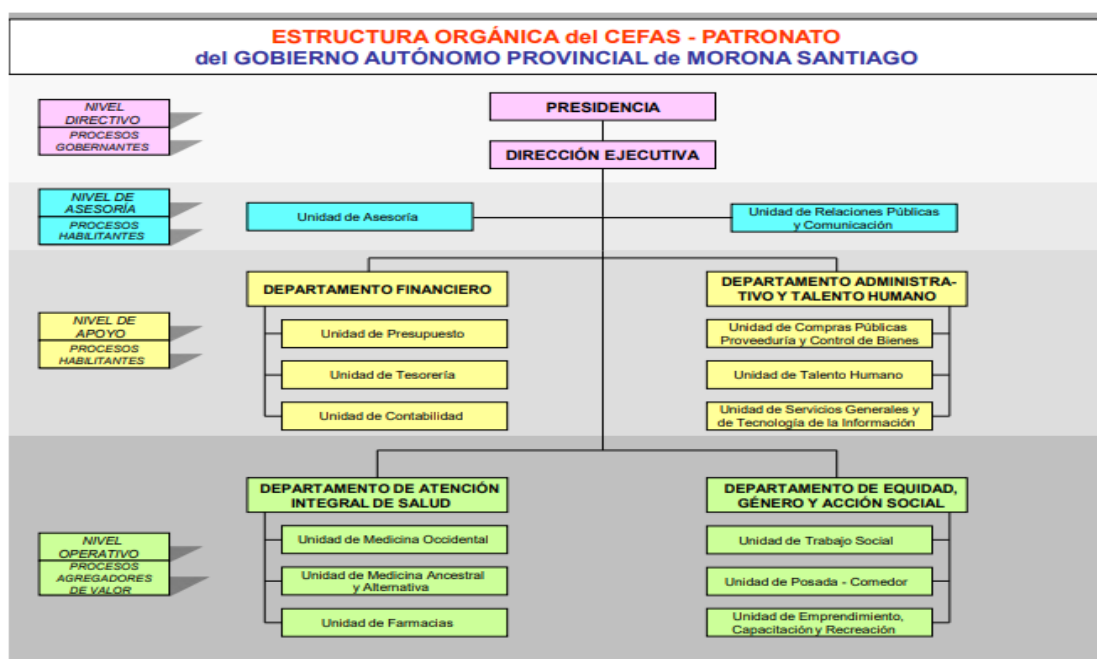 ESTRUCTURA ORGÁNICA del CEFAS - PATRONATO
del GOBIERNO AUTÓNOMO PROVINCIAL de MORONA SANTIAGO
NIVEL
DIRECTIVO
PROCESOS
GOBERNANTES
PRESIDENCIA
DIRECCIÓN EJECUTIVA
NIVEL DE
ASESORÍA
PROCESOS
HABILITANTES
Unidad de Asesoría
Unidad de Relaciones Públicas
y Comunicación
NIVEL DE
APOYO
PROCESOS
HABILITANTES
DEPARTAMENTO FINANCIERO
Unidad de Presupuesto
Unidad de Tesorería
Unidad de Contabilidad
DEPARTAMENTO ADMINISTRA-
TIVO Y TALENTO HUMANO
Unidad de Compras Públicas
Proveeduría y Control de Bienes
Unidad de Talento Humano
Unidad de Servicios Generales y
de Tecnología de la Información
NIVEL
OPERATIVO
PROCESOS
AGREGADORES
DE VALOR
DEPARTAMENTO DE ATENCIÓN
INTEGRAL DE SALUD
Unidad de Medicina Occidental
Unidad de Medicina Ancestral
y Alternativa
Unidad de Farmacias
DEPARTAMENTO DE EQUIDAD,
GÉNERO Y ACCIÓN SOCIAL
Unidad de Trabajo Social
Unidad de Posada - Comedor
Unidad de Emprendimiento,
Capacitación y Recreación